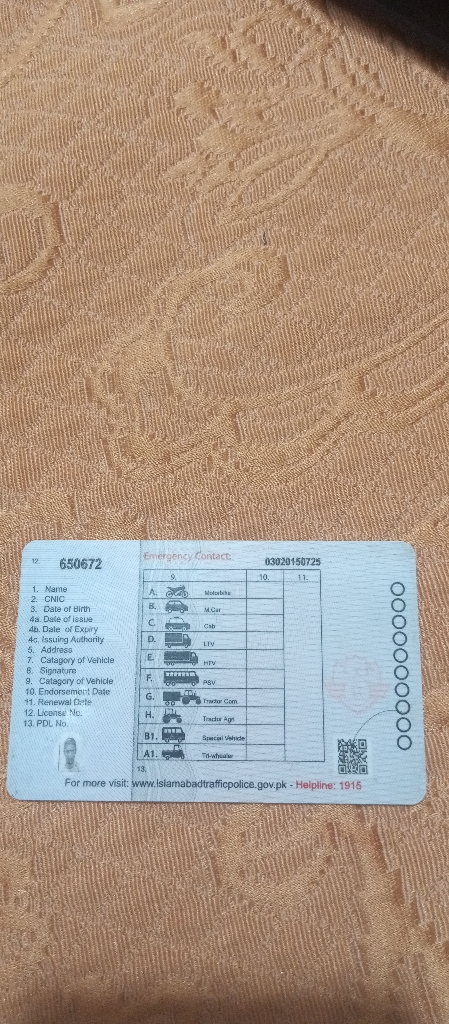 12. 650672
Emergency Contact: 03020150725
1. Name
2. CNIC
3. Date of Birth
4a. Date of Issue
4b. Date of Expiry
4c. Issuing Authority
5. Address
7. Catagory of Vehicle
8. Signature
9. Catagory of Vehicle
10. Endorsement Date
11. Renewal Date
12. License No.
13. PDL No.
9. 10. 11.
A. Motorbike
B. M.Car
C. Cab
D. LTV
E. HTV
F. PSV
G. Tractor Com.
H. Tractor Agri
B1. Special Vehicle
A1. Tri-wheeler
13.
For more visit: www.islamabadtrafficpolice.gov.pk - Helpline: 1915